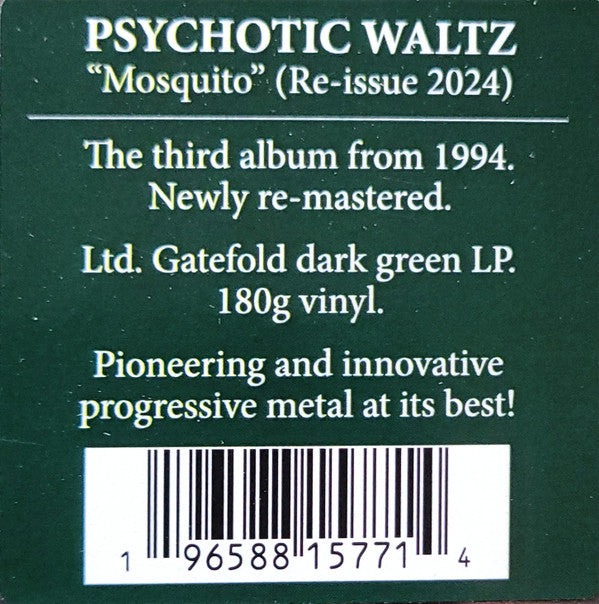 PSYCHOTIC WALTZ
“Mosquito” (Re-issue 2024)
The third album from 1994.
Newly re-mastered.
Ltd. Gatefold dark green LP.
180g vinyl.
Pioneering and innovative
progressive metal at its best!
1 96588 15771 4